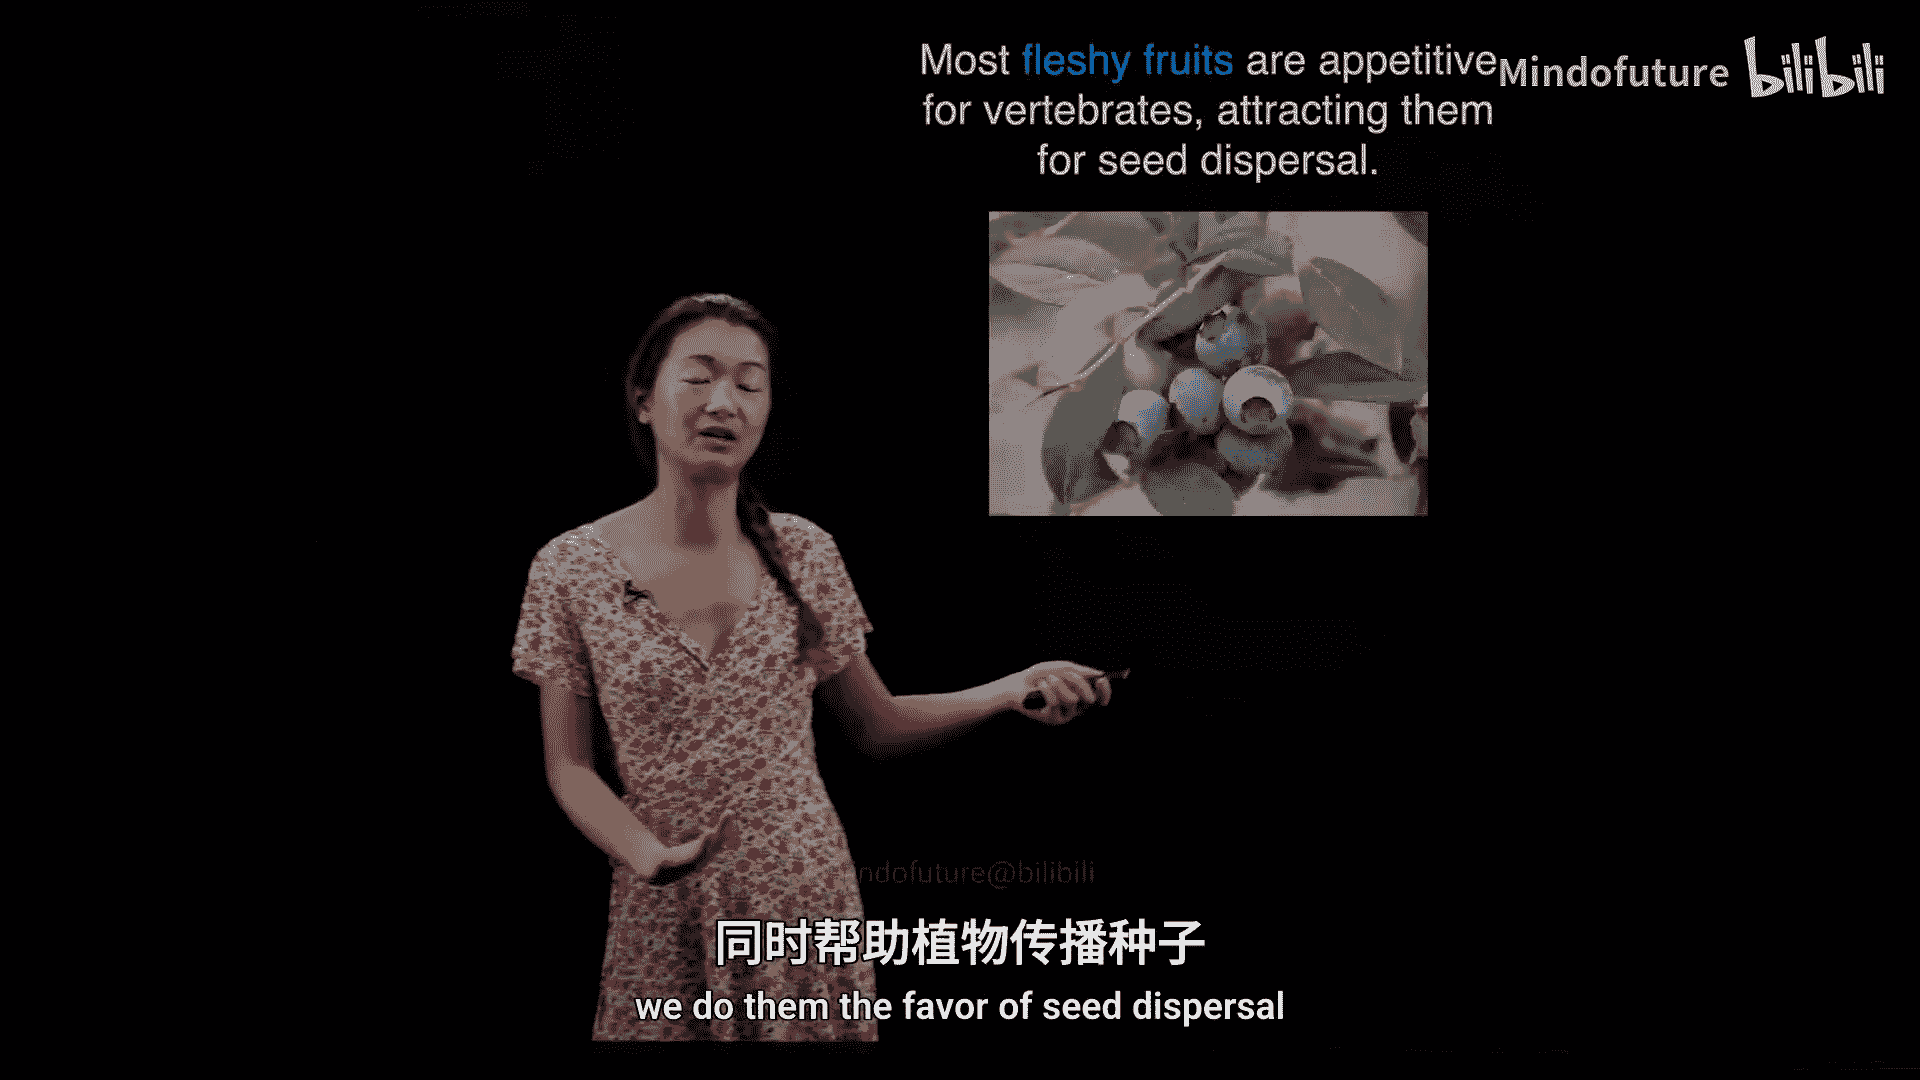 Most fleshy fruits are appetitive
for vertebrates, attracting them
for seed dispersal.
Mindofuture bilibili
ndofuture@bilibili
同时帮助植物传播种子
we do them the favor of seed dispersal